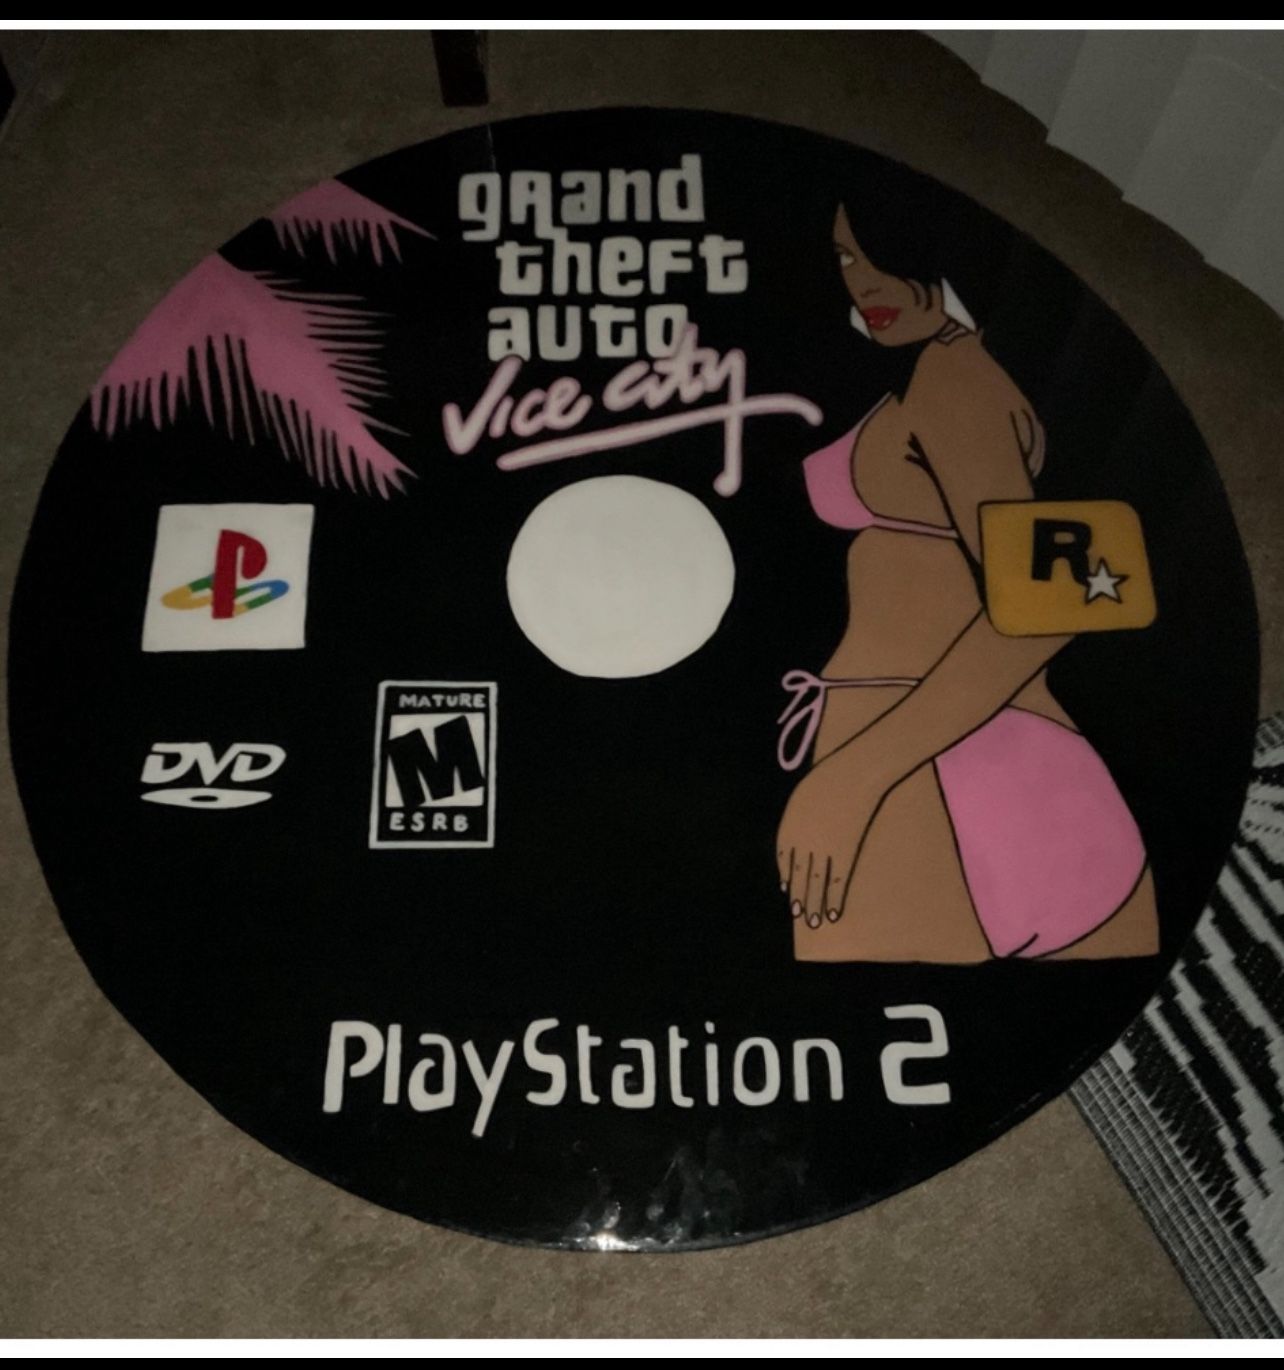 grand
theft
auto
Vice City
R
DVD
MATURE
M
ESRB
PlayStation 2